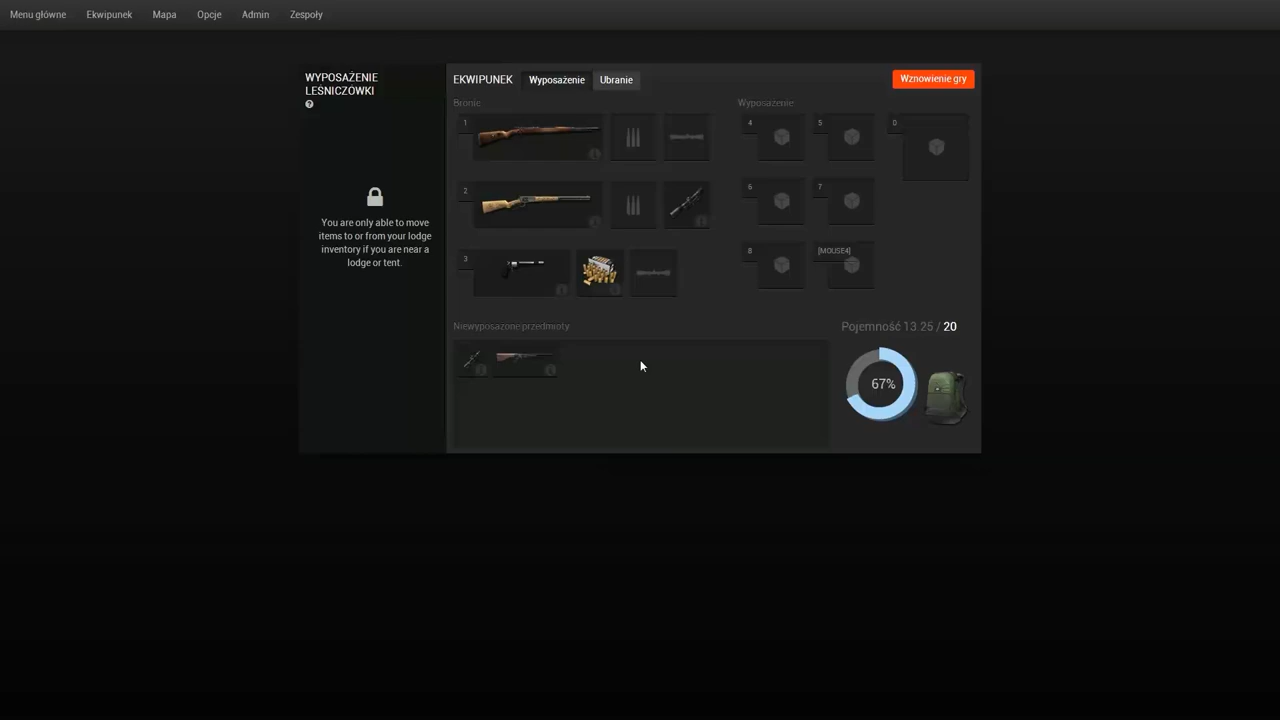 Menu główne Ekwipunek Mapa Opcje Admin Zespoły
WYPOSAŻENIE
LEŚNICZÓWKI
?
You are only able to move
items to or from your lodge
inventory if you are near a
lodge or tent.
EKWIPUNEK Wyposażenie Ubranie Wznowienie gry
Bronie: Wyposażenie:
1 4 5 0
2 6 7
3 8 [MOUSE4]
Niewyposażone przedmioty Pojemność 13.25 / 20
67%